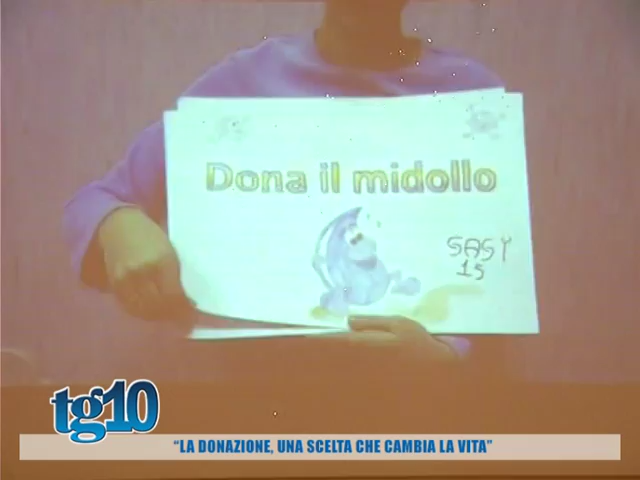 Dona il midollo
SASY
15
tg10
“LA DONAZIONE, UNA SCELTA CHE CAMBIA LA VITA”